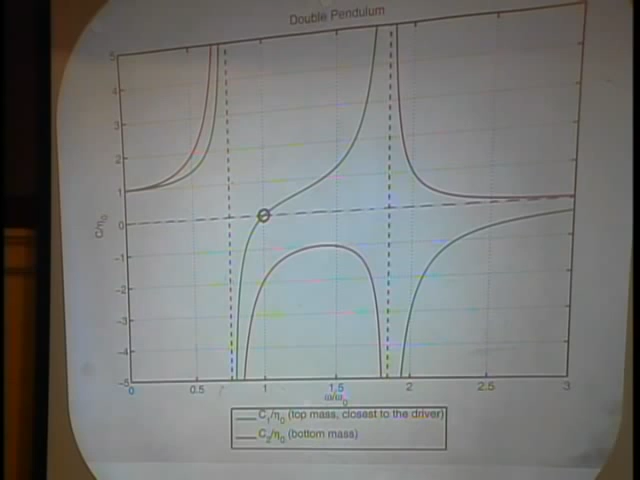 Double Pendulum
5
4
3
2
1
0
-1
-2
-3
-4
-5
C/η₀
0 0.5 1 1.5 2 2.5 3
ω/ω₀
C₁/η₀ (top mass, closest to the driver)
C₂/η₀ (bottom mass)